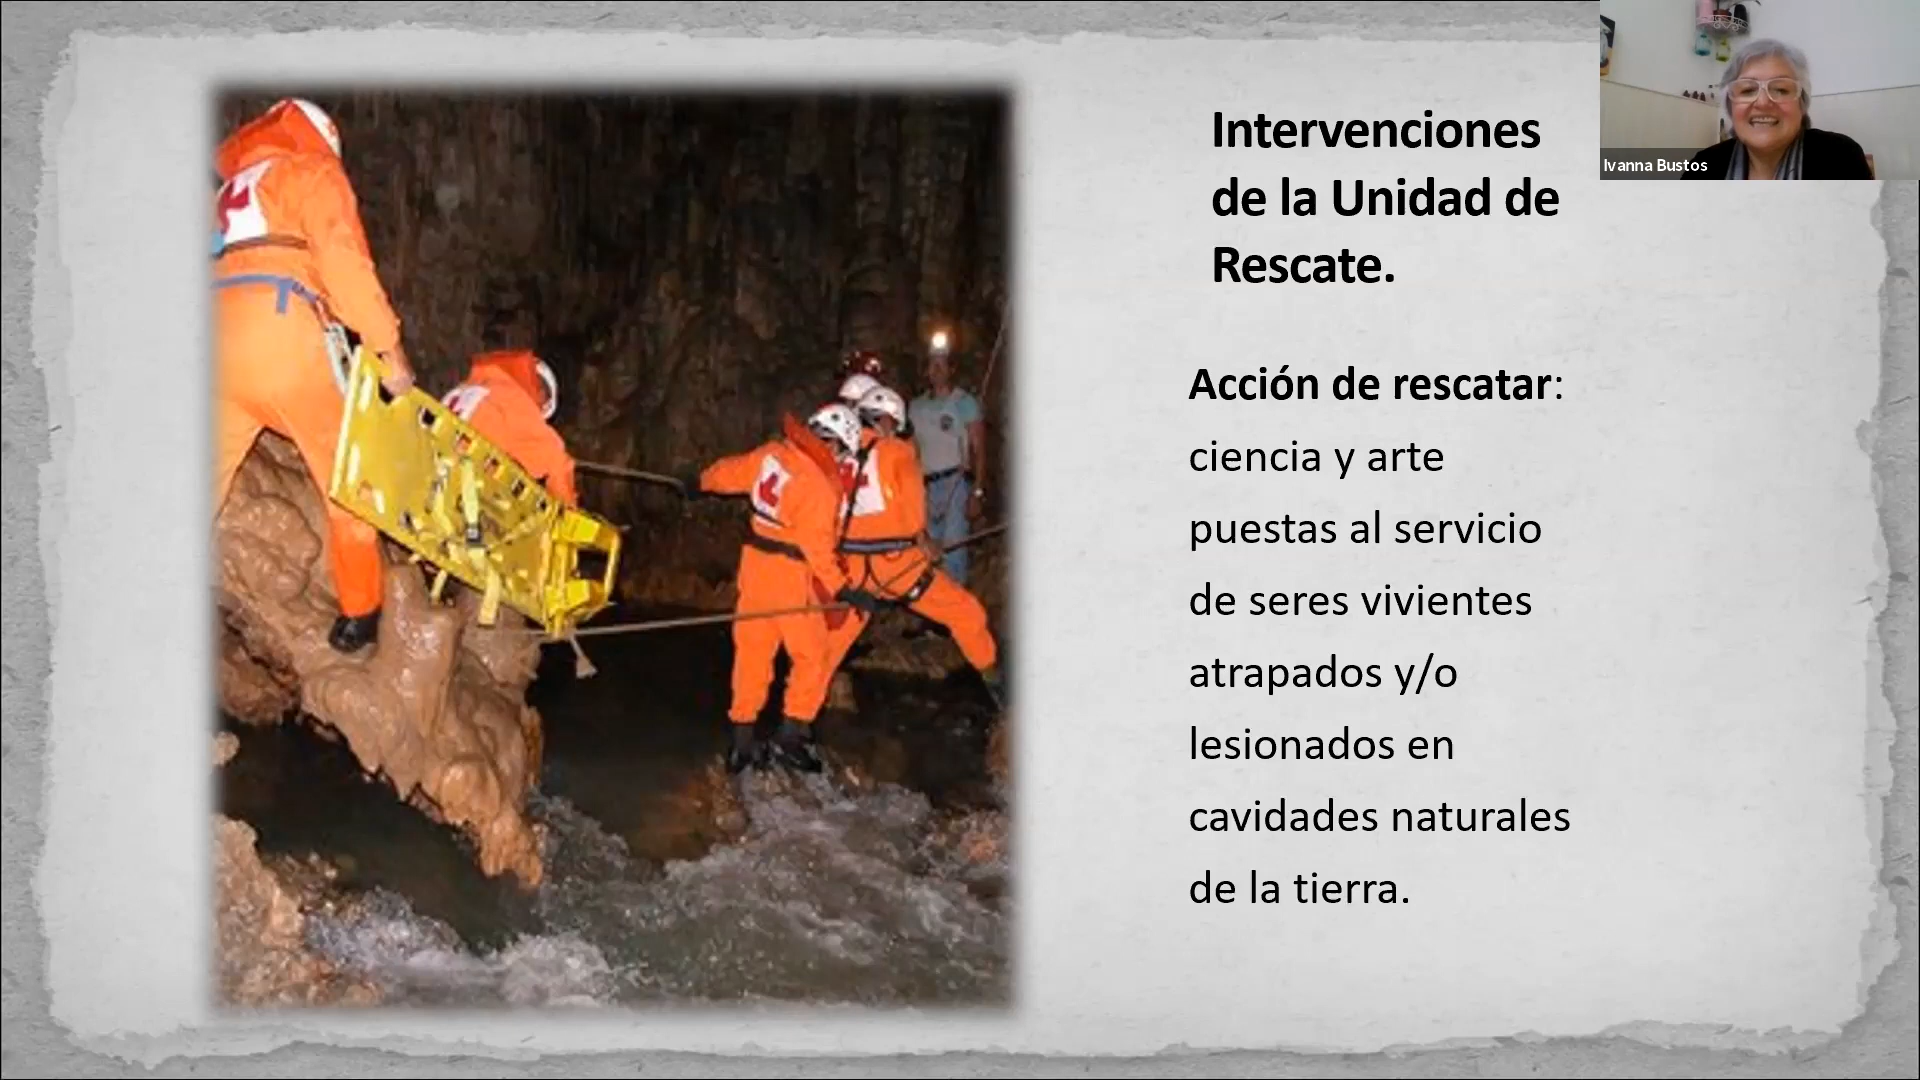 Intervenciones
de la Unidad de
Rescate.
Ivanna Bustos
Acción de rescatar:
ciencia y arte
puestas al servicio
de seres vivientes
atrapados y/o
lesionados en
cavidades naturales
de la tierra.